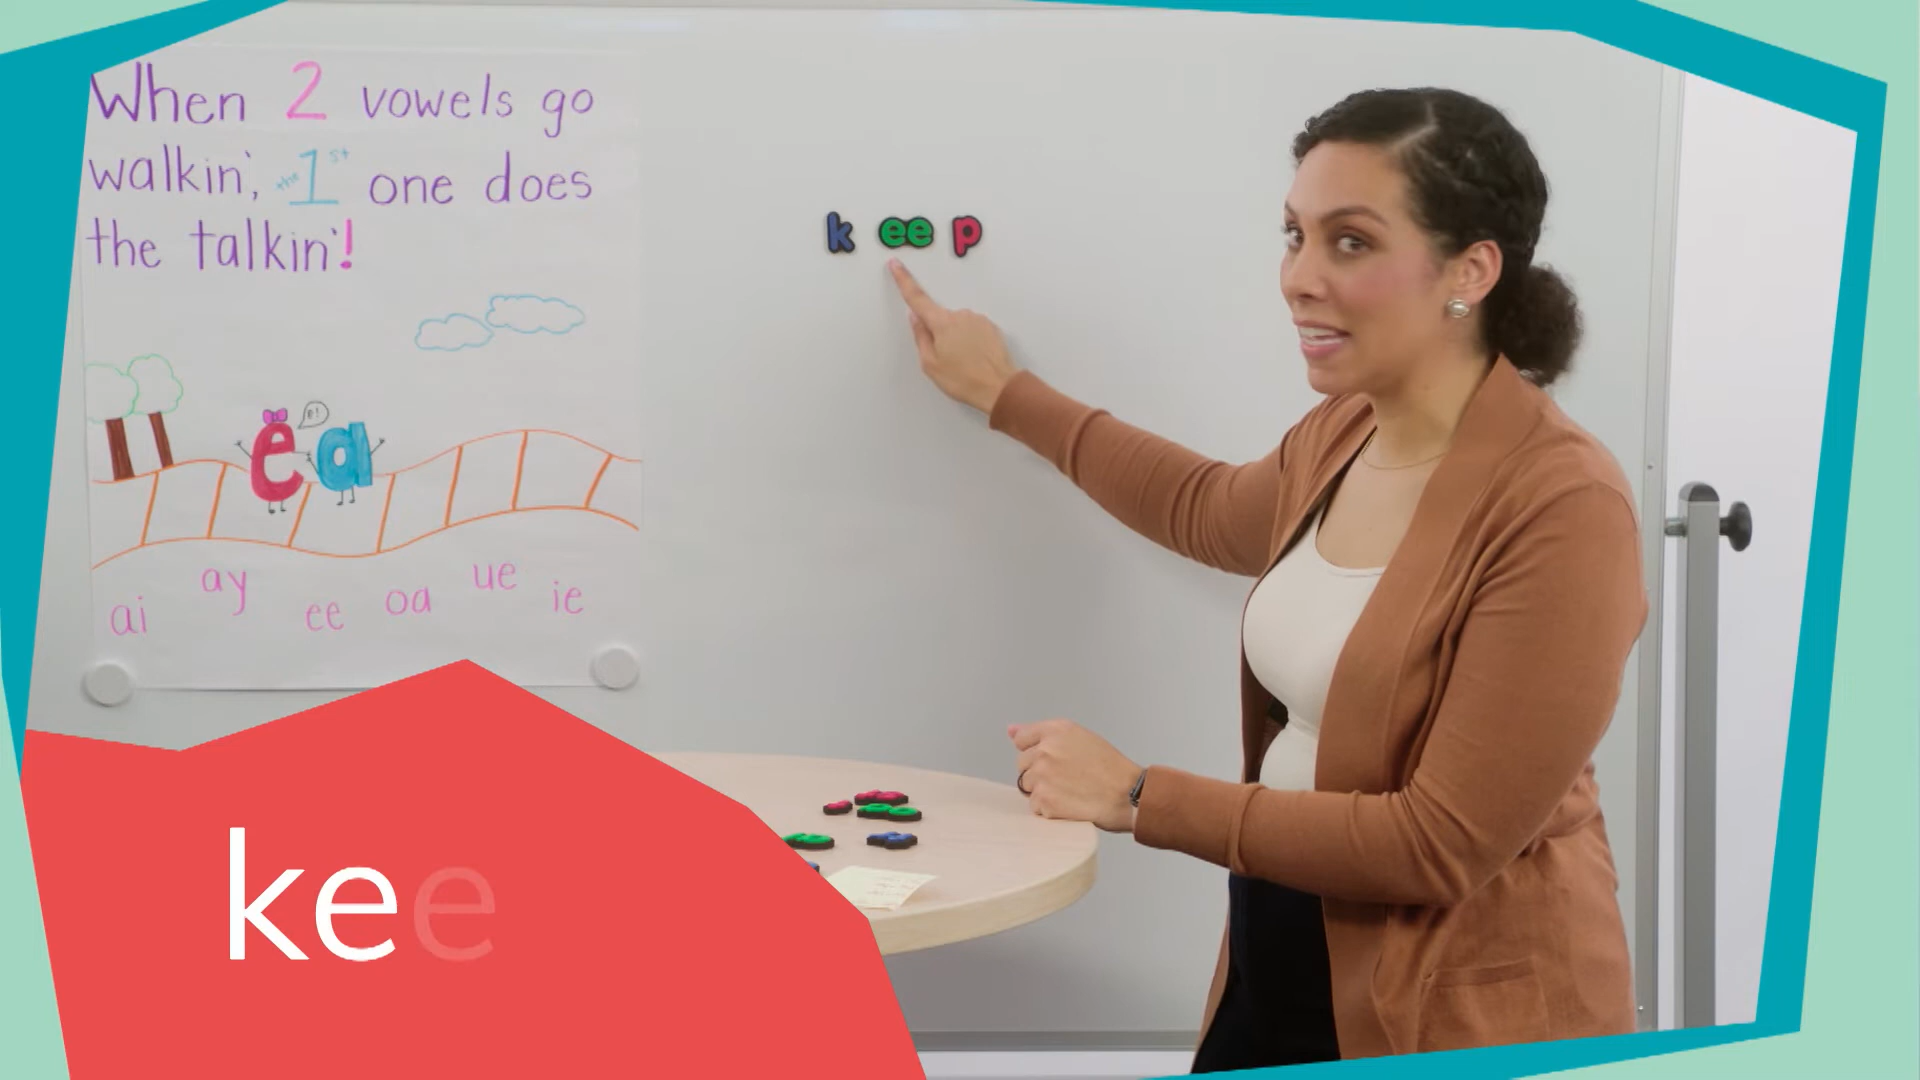 When 2 vowels go
walkin', the 1st one does
the talkin'!
k ee p
e!
e a
ai ay ee oa ue ie
kee